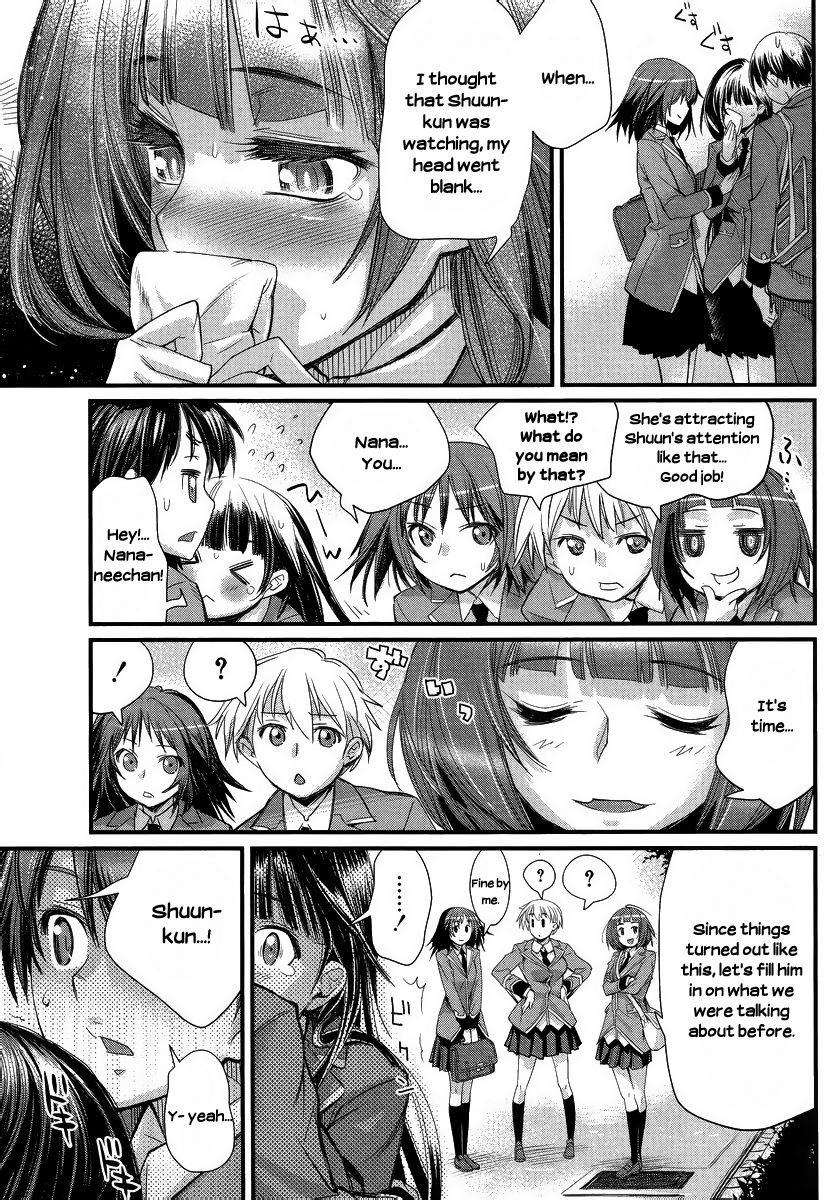 ぐす
ぐす
When...
I thought
that Shuun-
kun was
watching, my
head went
blank...
はぁ...
ふ...
She's attracting
Shuun's attention
like that...
Good job!
What!?
What do
you mean
by that?
Nana...
You...
Hey!...
Nana-
neechan!
It's
time...
?
!
Since things
turned out like
this, let's fill him
in on what we
were talking
about before.
?
?
Fine by
me.
......
Shuun-
kun...!
Y- yeah...